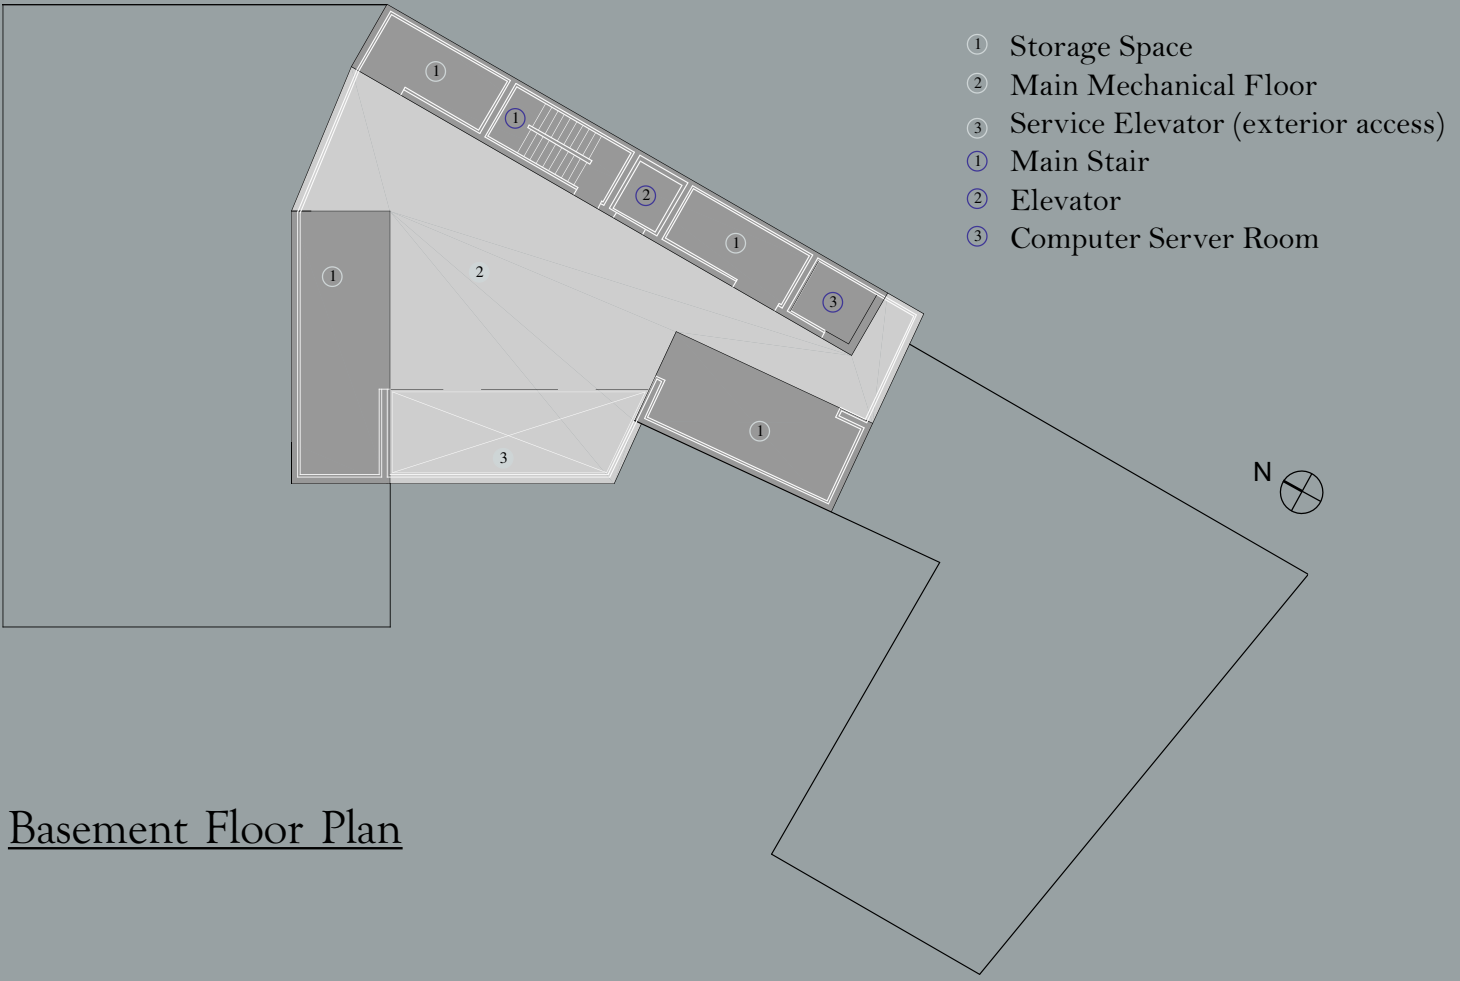 1 Storage Space
2 Main Mechanical Floor
3 Service Elevator (exterior access)
1 Main Stair
2 Elevator
3 Computer Server Room
1
1
2
1
1
2
3
1
3
N
Basement Floor Plan